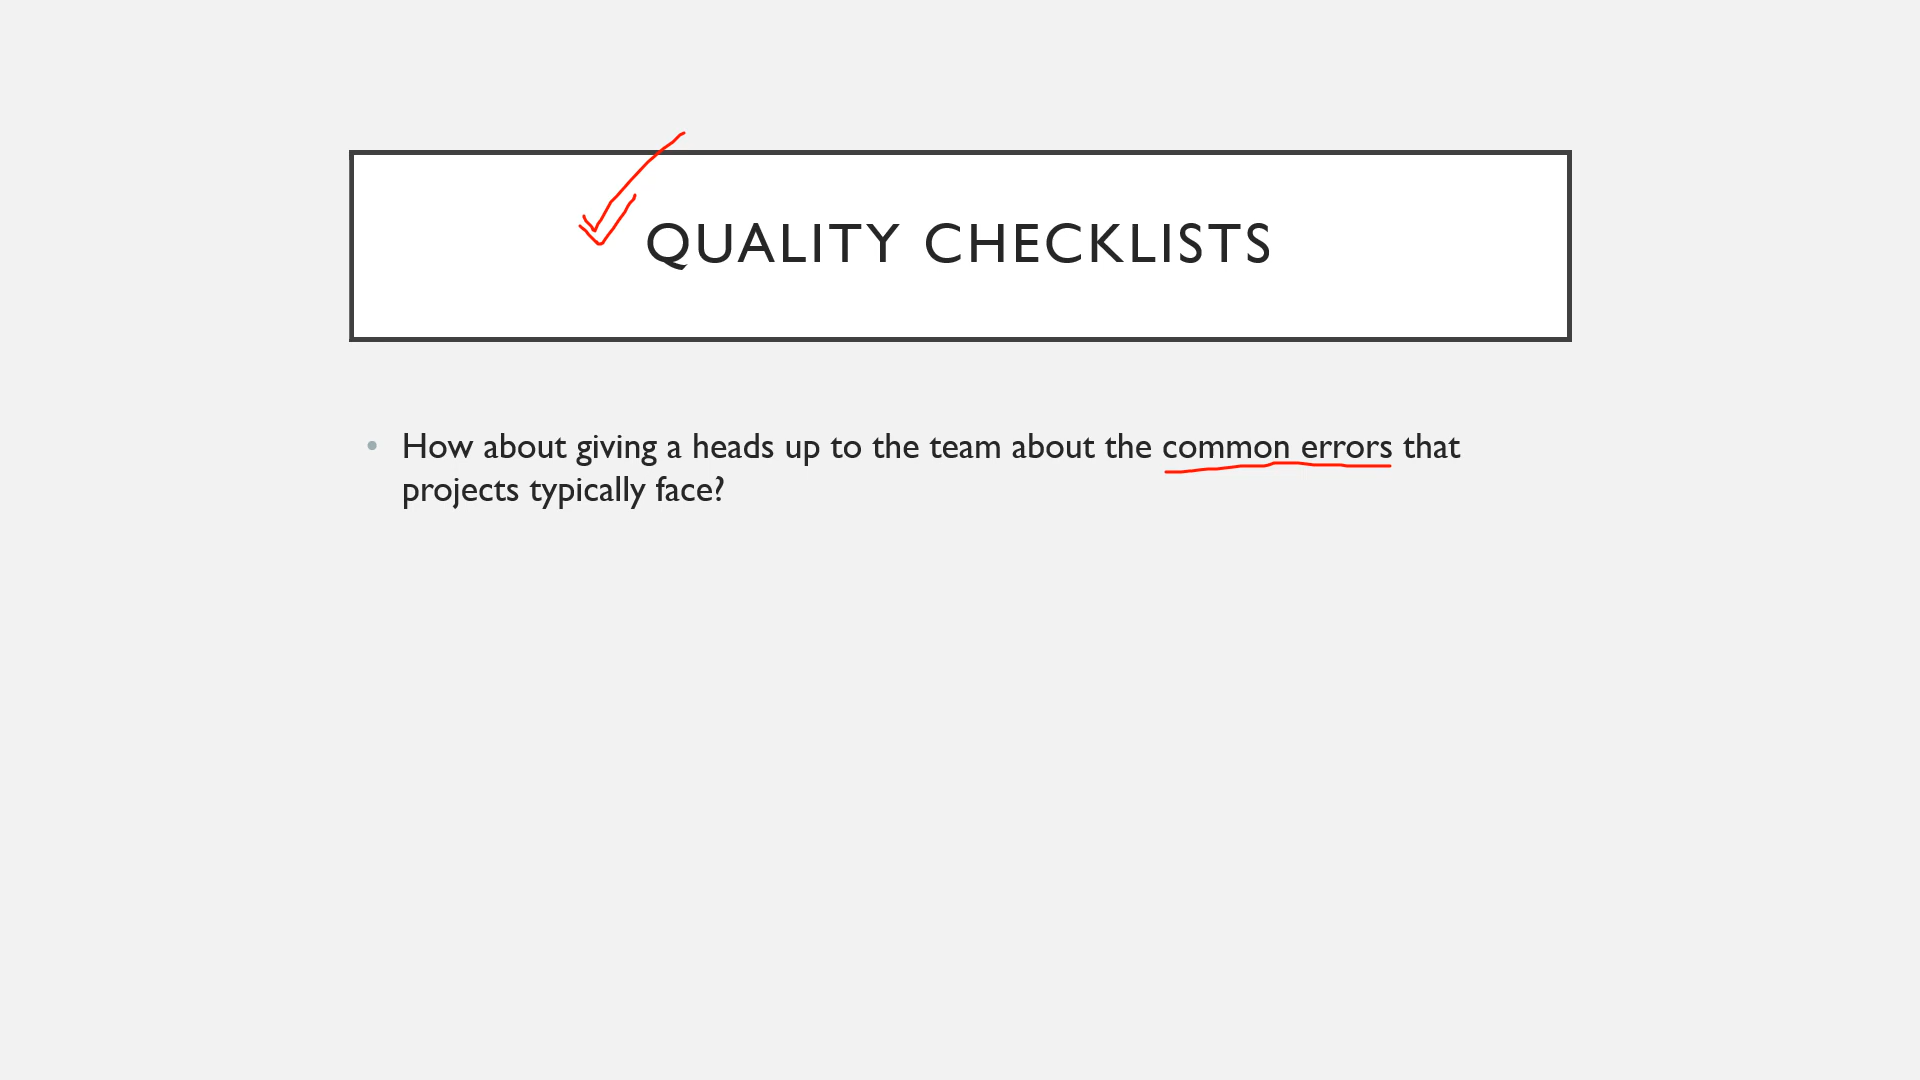 QUALITY CHECKLISTS
• How about giving a heads up to the team about the common errors that
projects typically face?